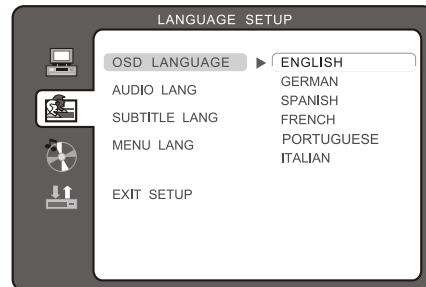 LANGUAGE SETUP
OSD LANGUAGE
AUDIO LANG
SUBTITLE LANG
MENU LANG
EXIT SETUP
ENGLISH
GERMAN
SPANISH
FRENCH
PORTUGUESE
ITALIAN